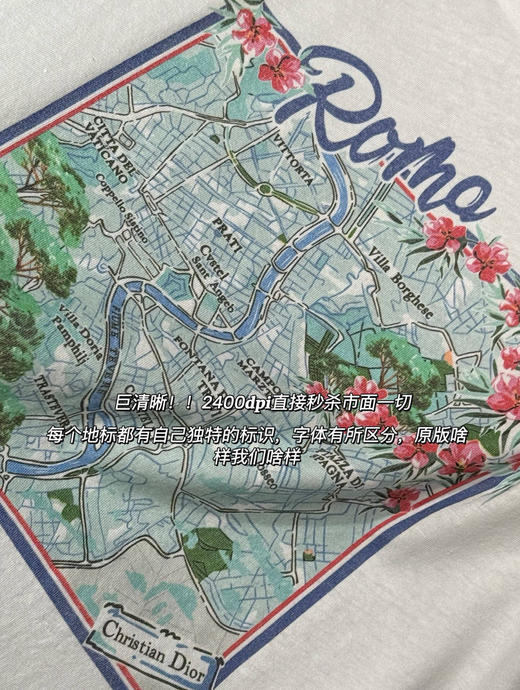 Roma
VITTORIA
CITTA DEL
VATICANO
PRATI
Villa Borghese
Castel
Sant Angelo
Villa Doria
Pamphilj
FONTANA
CAMPO
MARZ
巨清晰！！2400dpi直接秒杀市面一切
每个地标都有自己独特的标识，字体有所区分，原版啥
样我们啥样
Christian Dior